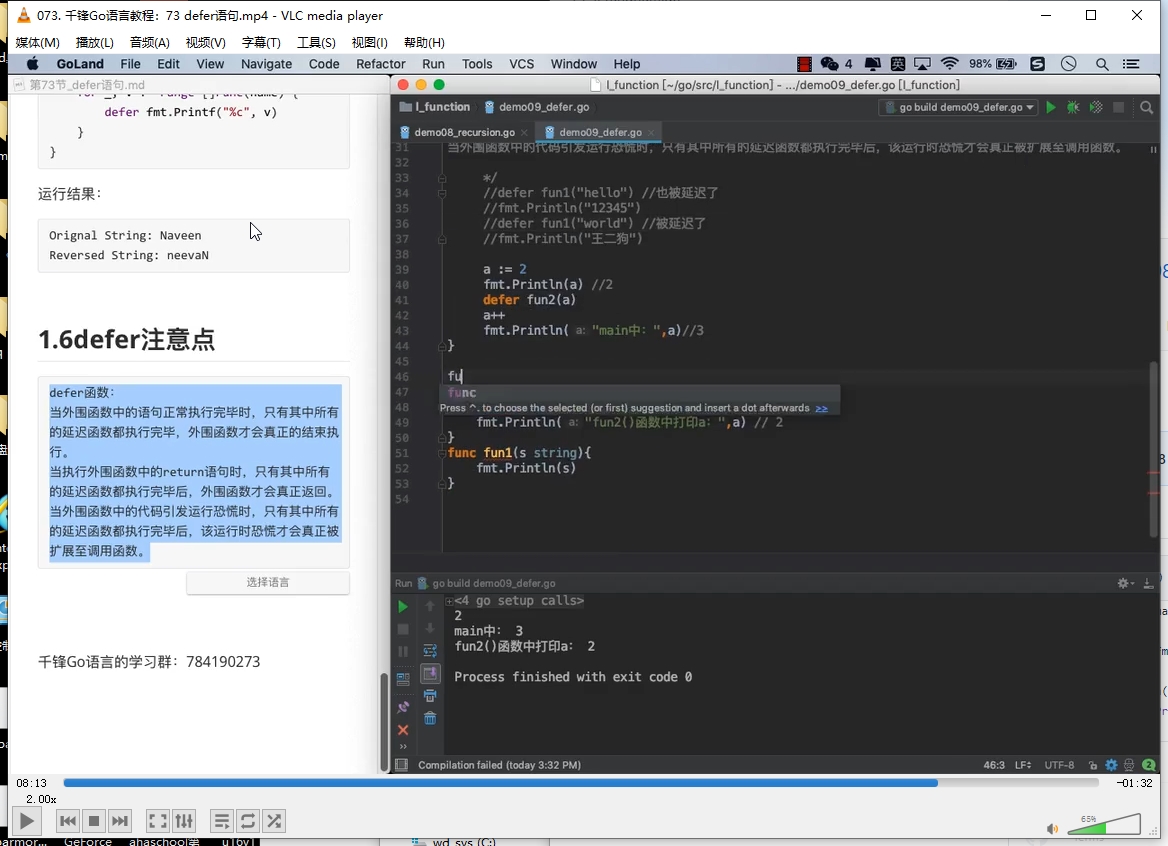 073. 千锋Go语言教程：73 defer语句.mp4 - VLC media player
媒体(M) 播放(L) 音频(A) 视频(V) 字幕(T) 工具(S) 视图(I) 帮助(H)
GoLand File Edit View Navigate Code Refactor Run Tools VCS Window Help 4 英 98%
第73节_defer语句.md
defer fmt.Printf("%c", v)
}
}
运行结果：
Orignal String: Naveen
Reversed String: neevaN
1.6defer注意点
defer函数：
当外围函数中的语句正常执行完毕时，只有其中所有
的延迟函数都执行完毕，外围函数才会真正的结束执
行。
当执行外围函数中的return语句时，只有其中所有
的延迟函数都执行完毕后，外围函数才会真正返回。
当外围函数中的代码引发运行恐慌时，只有其中所有
的延迟函数都执行完毕后，该运行时恐慌才会真正被
扩展至调用函数。
选择语言
千锋Go语言的学习群：784190273
l_function [~/go/src/l_function] - .../demo09_defer.go [l_function]
l_function demo09_defer.go go build demo09_defer.go
demo08_recursion.go demo09_defer.go
31 当外围函数中的代码引发运行恐慌时，只有其中所有的延迟函数都执行完毕后，该运行时恐慌才会真正被扩展至调用函数。
32
33 */
34 //defer fun1("hello") //也被延迟了
35 //fmt.Println("12345")
36 //defer fun1("world") //被延迟了
37 //fmt.Println("王二狗")
38
39 a := 2
40 fmt.Println(a) //2
41 defer fun2(a)
42 a++
43 fmt.Println( a: "main中：",a)//3
44 }
45
46 fu
47 func
48 Press ^. to choose the selected (or first) suggestion and insert a dot afterwards >>
49 fmt.Println( a: "fun2()函数中打印a：",a) // 2
50 }
51 func fun1(s string){
52 fmt.Println(s)
53 }
54
Run go build demo09_defer.go
<4 go setup calls>
2
main中： 3
fun2()函数中打印a： 2
Process finished with exit code 0
Compilation failed (today 3:32 PM) 46:3 LF UTF-8 2
08:13 -01:32
2.00x
65%
GeForce
wd_sys (C:)